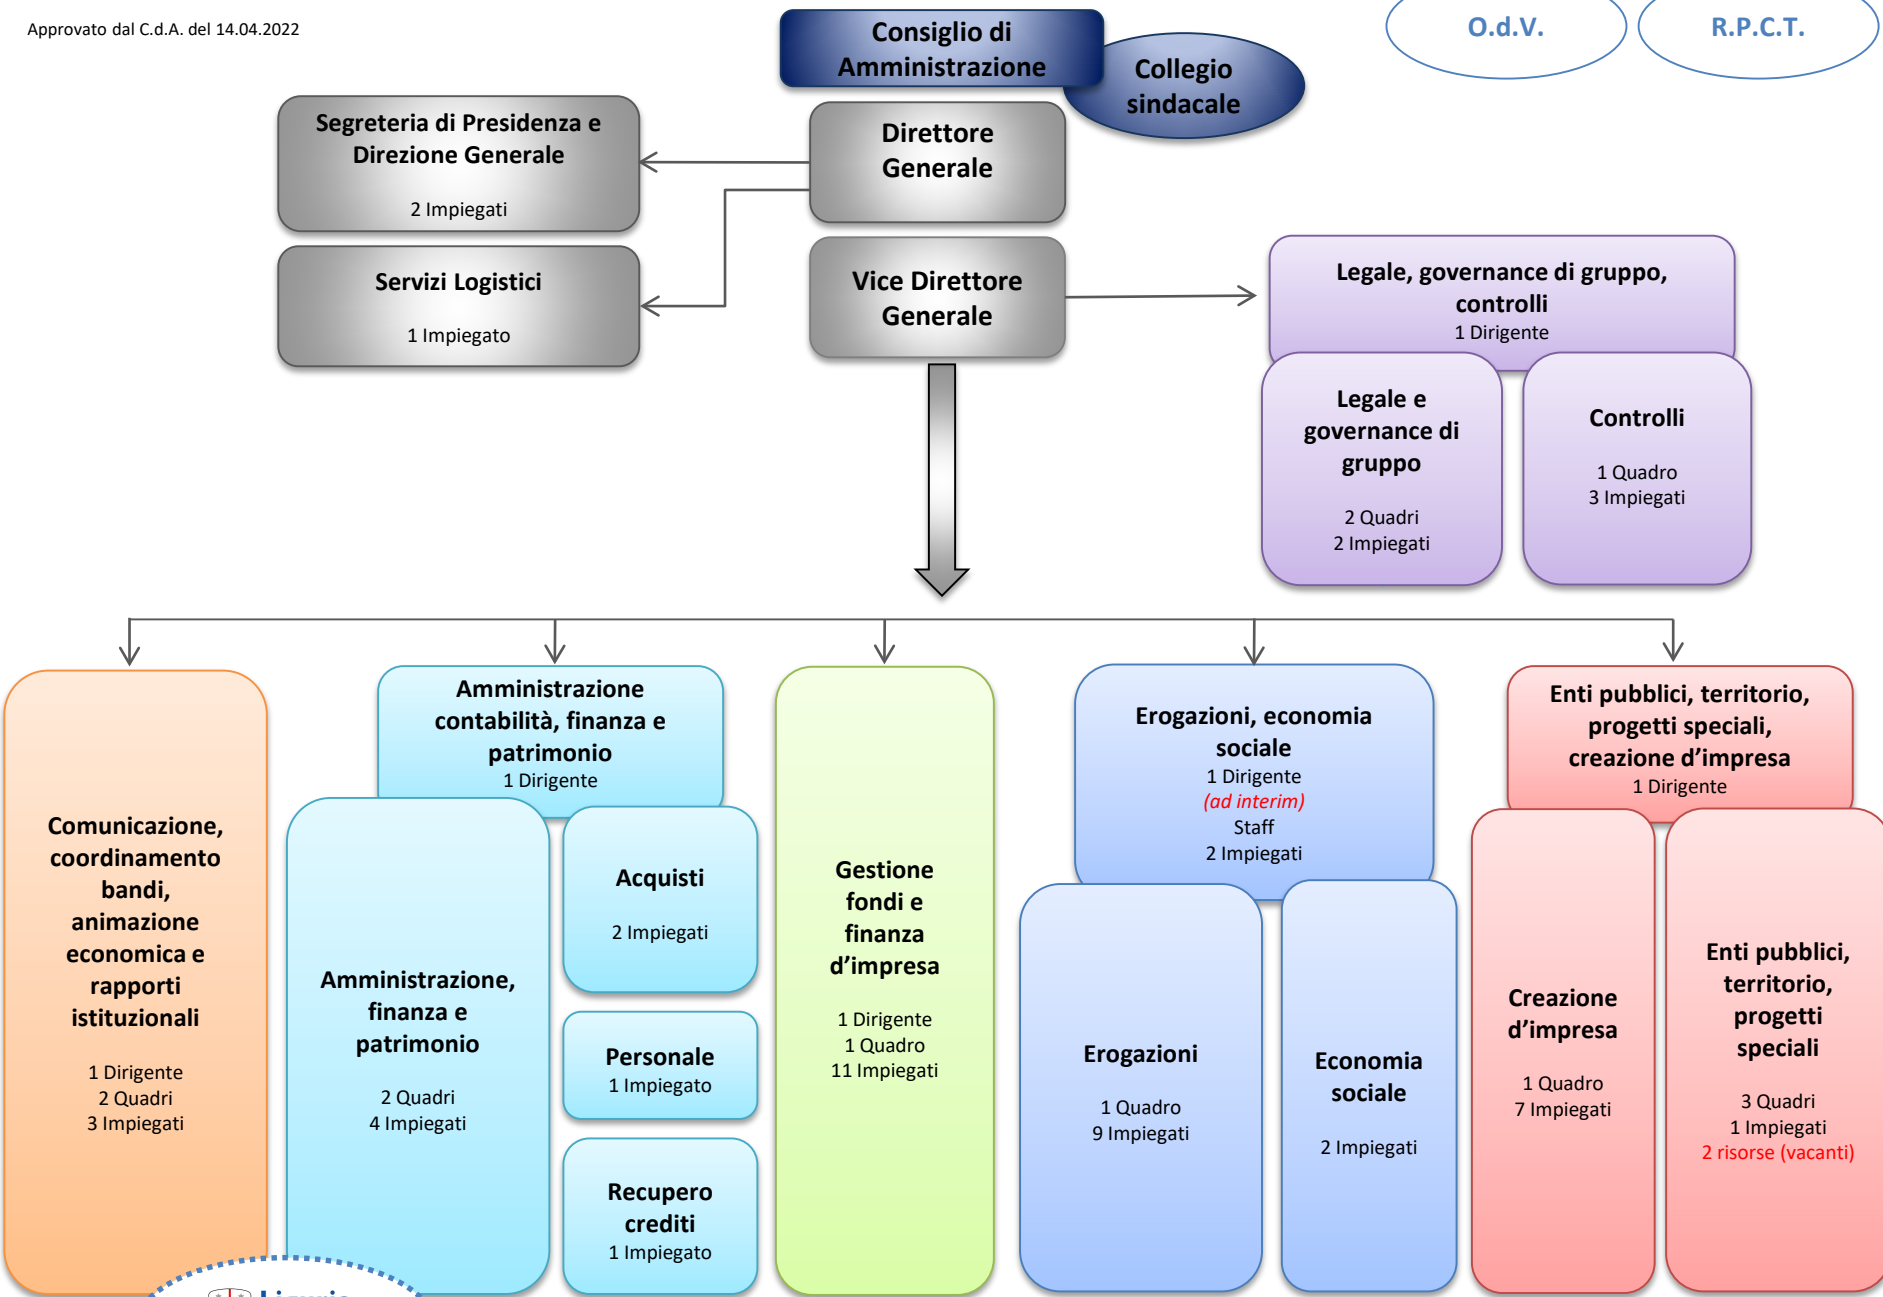 Approvato dal C.d.A. del 14.04.2022
Consiglio di
Amministrazione
Collegio
sindacale
O.d.V.
R.P.C.T.
Segreteria di Presidenza e
Direzione Generale
2 Impiegati
Direttore
Generale
Servizi Logistici
1 Impiegato
Vice Direttore
Generale
Legale, governance di gruppo,
controlli
1 Dirigente
Legale e
governance di
gruppo
2 Quadri
2 Impiegati
Controlli
1 Quadro
3 Impiegati
Comunicazione,
coordinamento
bandi,
animazione
economica e
rapporti
istituzionali
1 Dirigente
2 Quadri
3 Impiegati
Amministrazione
contabilità, finanza e
patrimonio
1 Dirigente
Amministrazione,
finanza e
patrimonio
2 Quadri
4 Impiegati
Acquisti
2 Impiegati
Personale
1 Impiegato
Recupero
crediti
1 Impiegato
Gestione
fondi e
finanza
d’impresa
1 Dirigente
1 Quadro
11 Impiegati
Erogazioni, economia
sociale
1 Dirigente
(ad interim)
Staff
2 Impiegati
Erogazioni
1 Quadro
9 Impiegati
Economia
sociale
2 Impiegati
Enti pubblici, territorio,
progetti speciali,
creazione d’impresa
1 Dirigente
Creazione
d’impresa
1 Quadro
7 Impiegati
Enti pubblici,
territorio,
progetti
speciali
3 Quadri
1 Impiegati
2 risorse (vacanti)